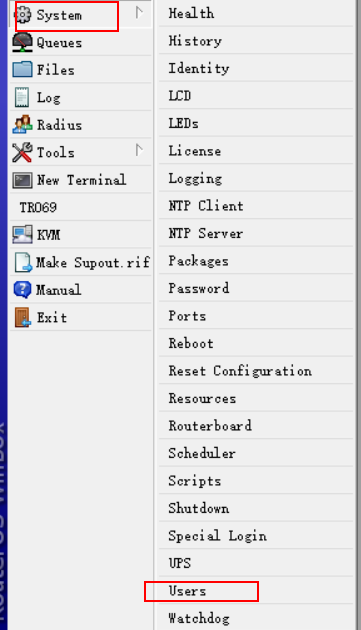 System
Queues
Files
Log
Radius
Tools
New Terminal
TR069
KVM
Make Supout.rif
Manual
Exit
Health
History
Identity
LCD
LEDs
License
Logging
NTP Client
NTP Server
Packages
Password
Ports
Reboot
Reset Configuration
Resources
Routerboard
Scheduler
Scripts
Shutdown
Special Login
UPS
Users
Watchdog
RouterOS WinBox